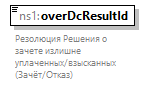 ns1:overDcResultId
Резолюция Решения о
зачете излишне
уплаченных/взысканных
(Зачёт/Отказ)